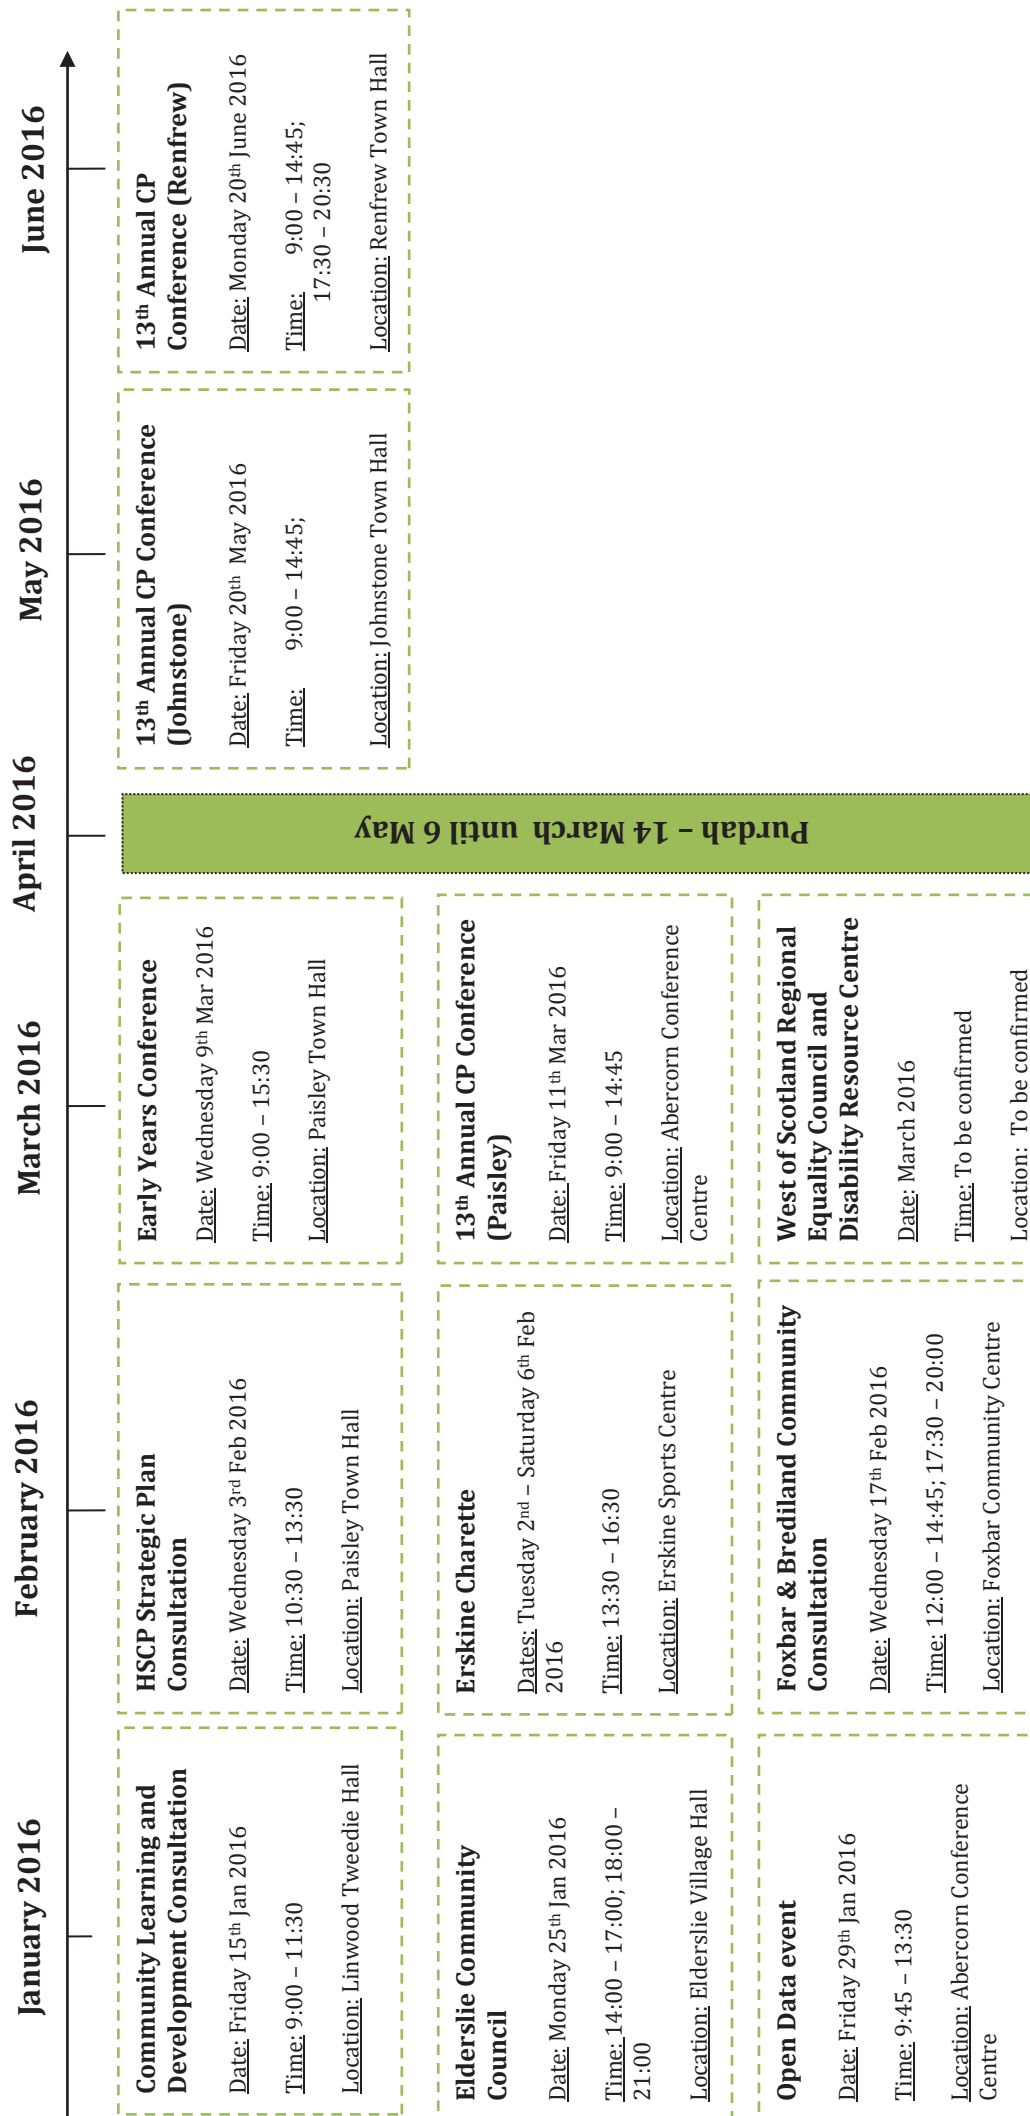 January 2016
February 2016
March 2016
April 2016
May 2016
June 2016
Community Learning and
Development Consultation
Date: Friday 15th Jan 2016
Time: 9:00 – 11:30
Location: Linwood Tweedie Hall
HSCP Strategic Plan
Consultation
Date: Wednesday 3rd Feb 2016
Time: 10:30 – 13:30
Location: Paisley Town Hall
Early Years Conference
Date: Wednesday 9th Mar 2016
Time: 9:00 – 15:30
Location: Paisley Town Hall
Purdah – 14 March until 6 May
13th Annual CP Conference
(Johnstone)
Date: Friday 20th May 2016
Time: 9:00 – 14:45;
Location: Johnstone Town Hall
13th Annual CP
Conference (Renfrew)
Date: Monday 20th June 2016
Time: 9:00 – 14:45;
17:30 – 20:30
Location: Renfrew Town Hall
Elderslie Community
Council
Date: Monday 25th Jan 2016
Time: 14:00 – 17:00; 18:00 –
21:00
Location: Elderslie Village Hall
Erskine Charette
Dates: Tuesday 2nd – Saturday 6th Feb
2016
Time: 13:30 – 16:30
Location: Erskine Sports Centre
13th Annual CP Conference
(Paisley)
Date: Friday 11th Mar 2016
Time: 9:00 – 14:45
Location: Abercorn Conference
Centre
Open Data event
Date: Friday 29th Jan 2016
Time: 9:45 – 13:30
Location: Abercorn Conference
Centre
Foxbar & Brediland Community
Consultation
Date: Wednesday 17th Feb 2016
Time: 12:00 – 14:45; 17:30 – 20:00
Location: Foxbar Community Centre
West of Scotland Regional
Equality Council and
Disability Resource Centre
Date: March 2016
Time: To be confirmed
Location: To be confirmed